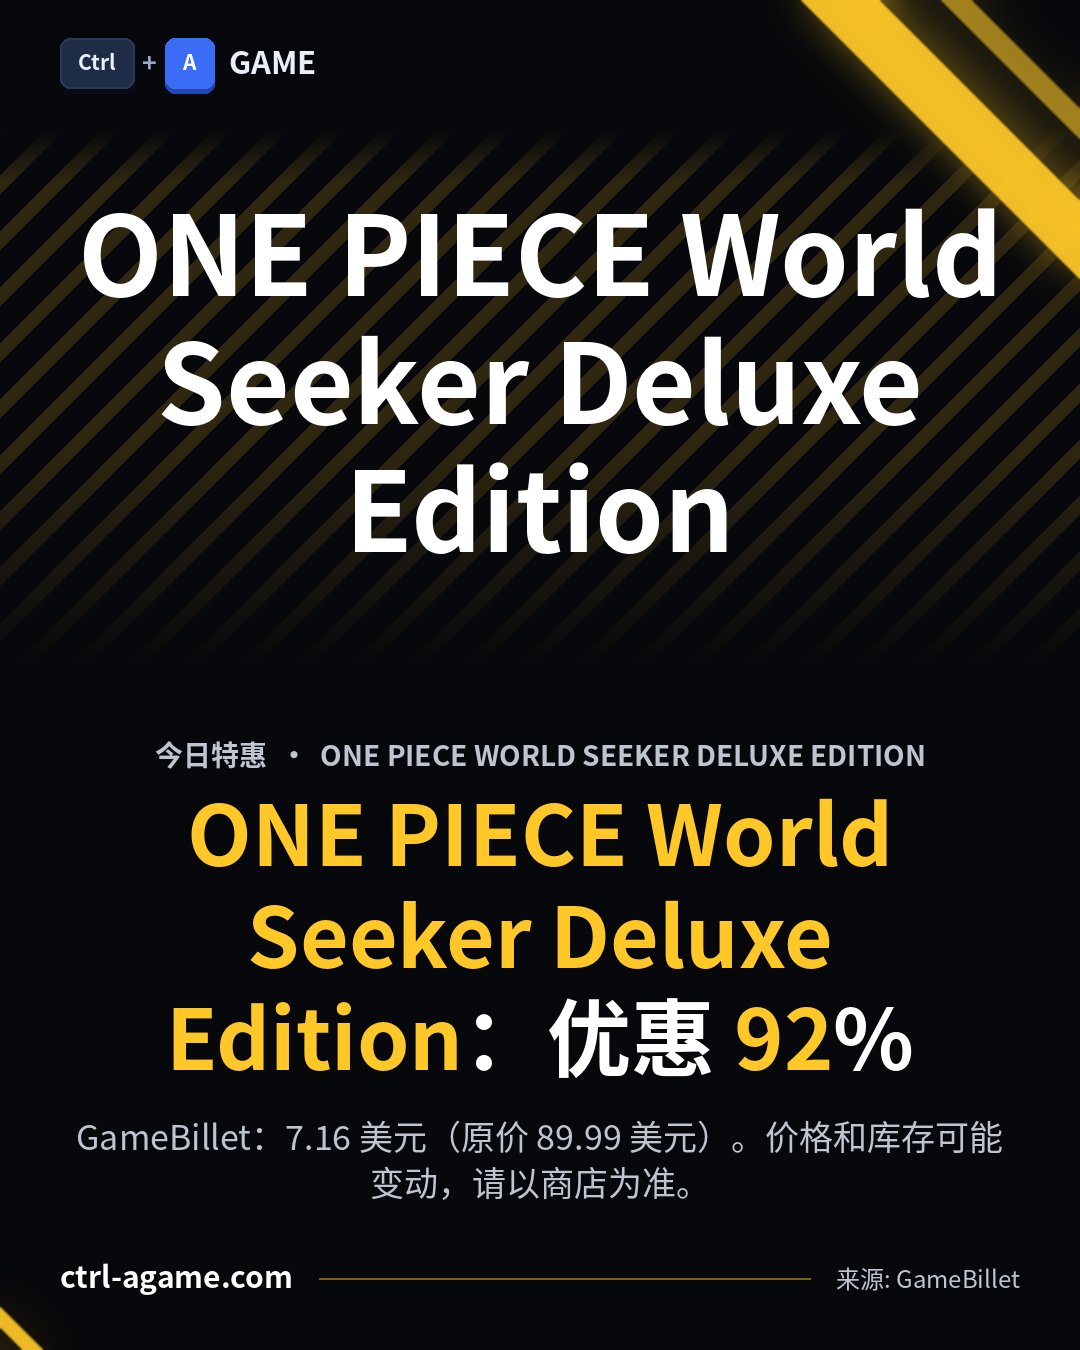 Ctrl + A GAME
ONE PIECE World
Seeker Deluxe
Edition
今日特惠 • ONE PIECE WORLD SEEKER DELUXE EDITION
ONE PIECE World
Seeker Deluxe
Edition：优惠 92%
GameBillet：7.16 美元（原价 89.99 美元）。价格和库存可能
变动，请以商店为准。
ctrl-agame.com
来源: GameBillet